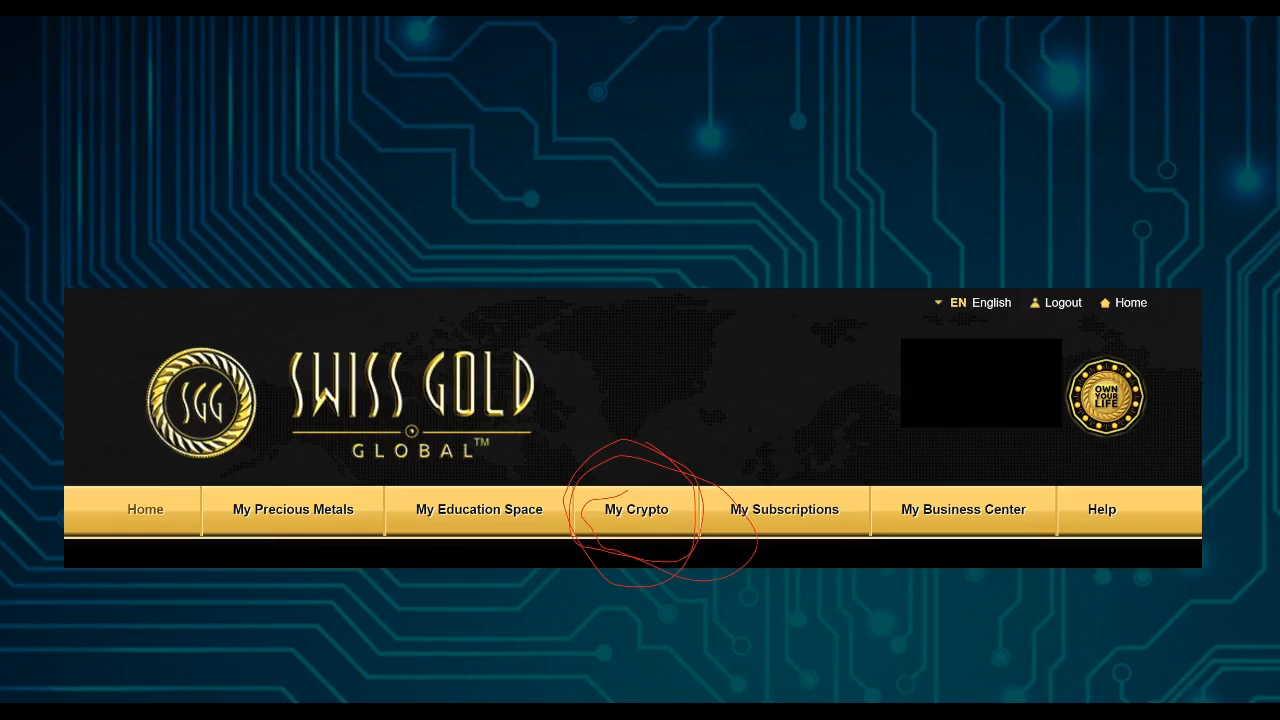 EN English Logout Home
SGG
SWISS GOLD
GLOBAL™
OWN
YOUR
LIFE
Home My Precious Metals My Education Space My Crypto My Subscriptions My Business Center Help